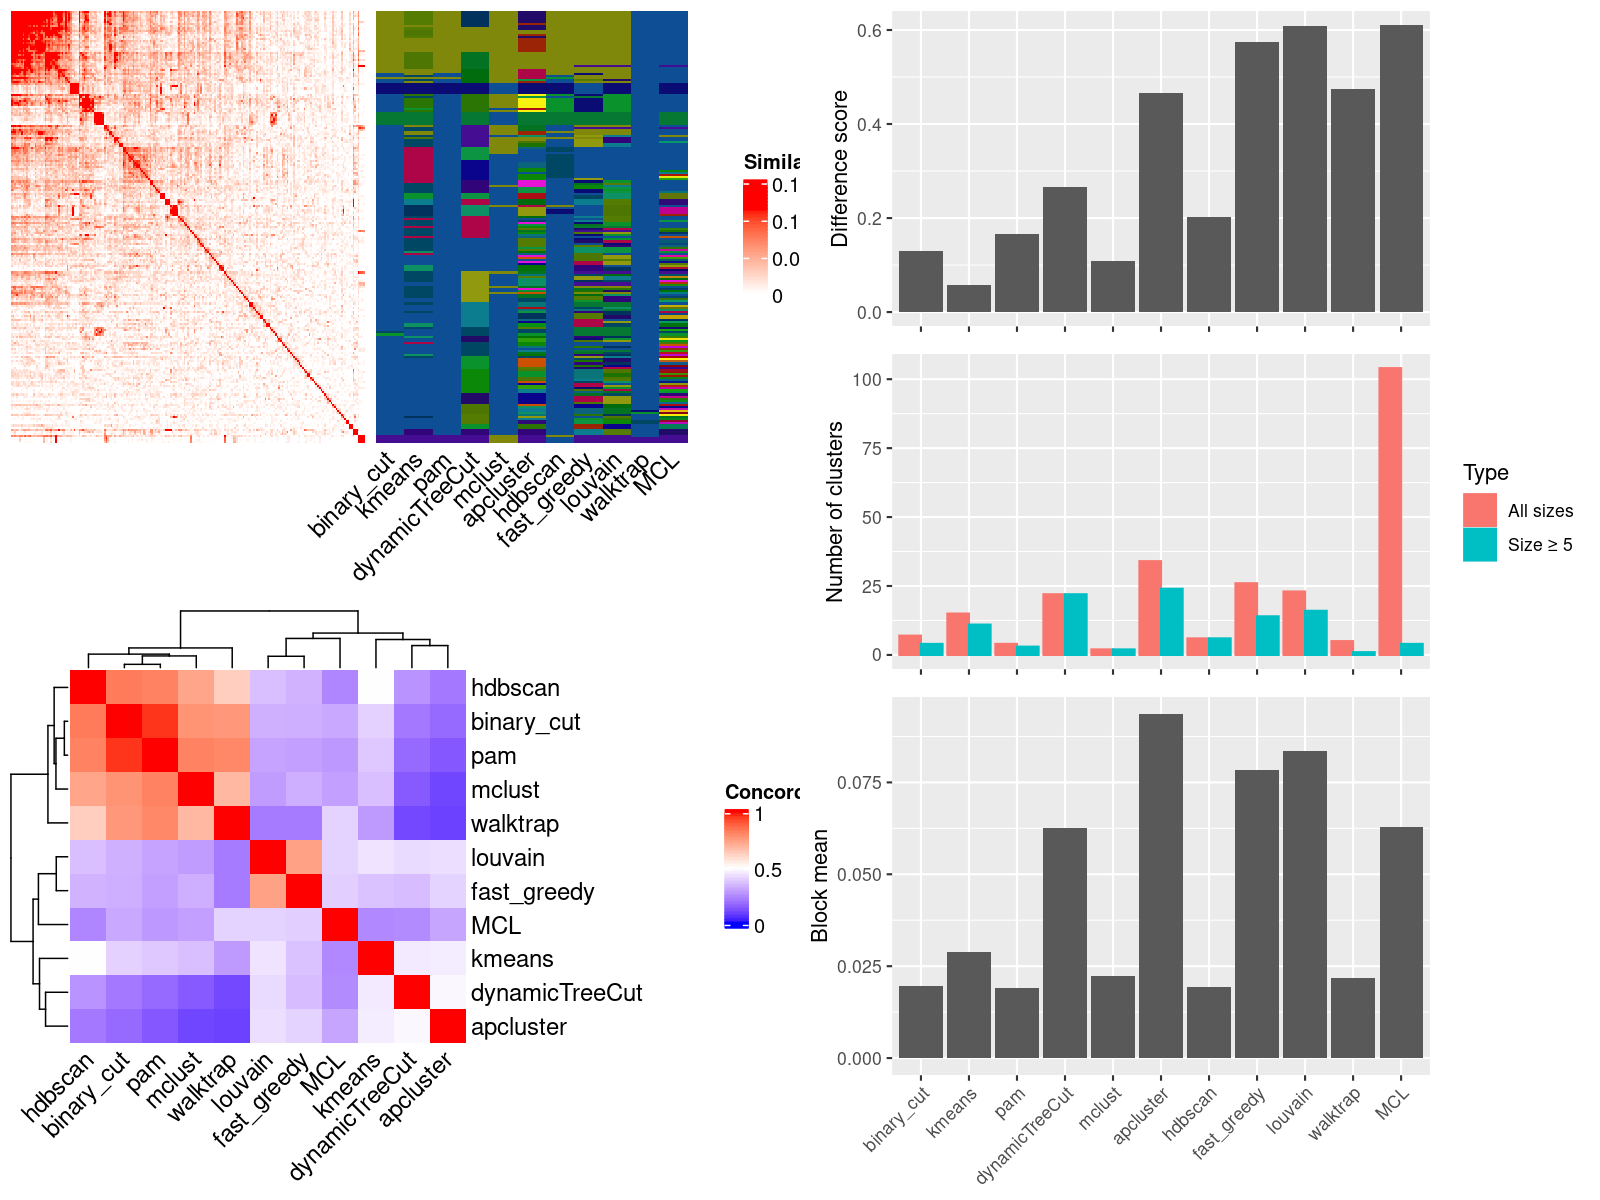 Simila
0.1
0.1
0.0
0
binary_cut
kmeans
pam
dynamicTreeCut
mclust
apcluster
hdbscan
fast_greedy
louvain
walktrap
MCL
hdbscan
binary_cut
pam
mclust
walktrap
louvain
fast_greedy
MCL
kmeans
dynamicTreeCut
apcluster
Concord
1
0.5
0
hdbscan
binary_cut
pam
mclust
walktrap
louvain
fast_greedy
MCL
kmeans
dynamicTreeCut
apcluster
Difference score
0.6
0.4
0.2
0.0
Number of clusters
100
75
50
25
0
Type
All sizes
Size ≥ 5
Block mean
0.075
0.050
0.025
0.000
binary_cut
kmeans
pam
dynamicTreeCut
mclust
apcluster
hdbscan
fast_greedy
louvain
walktrap
MCL